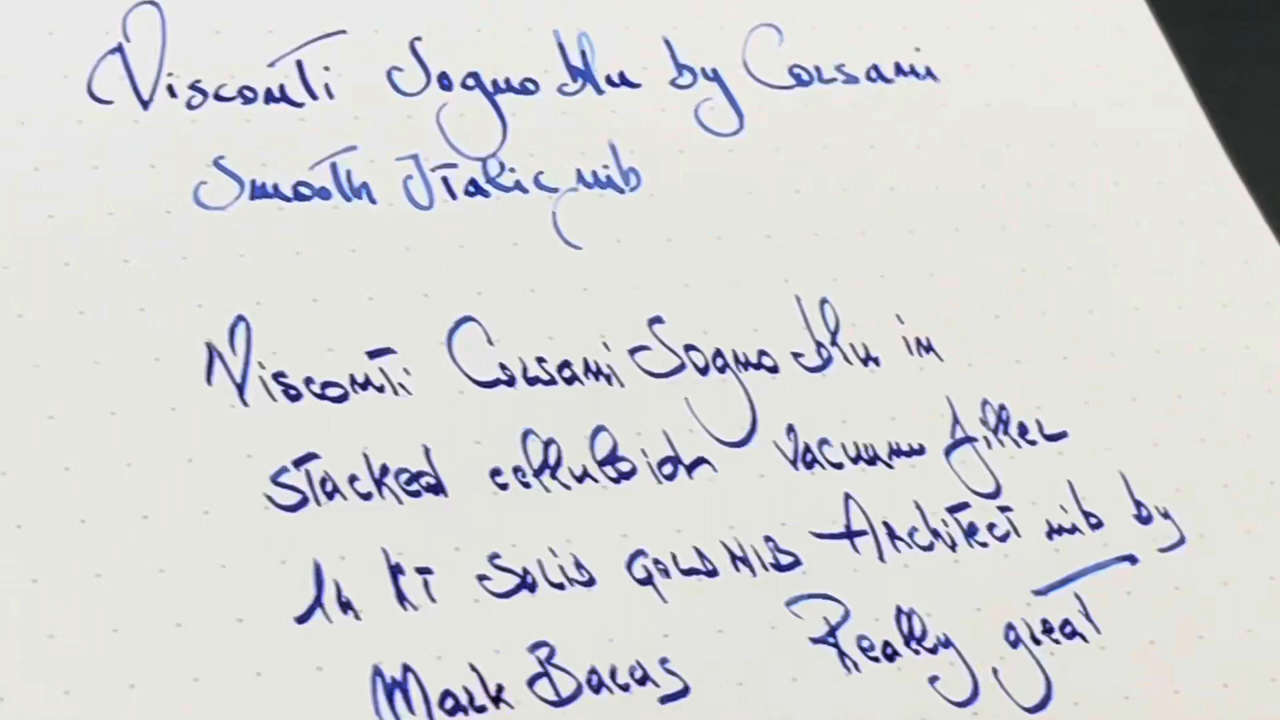 Visconti Sogno blu by Corsani
Smooth Italic nib
Visconti Corsani Sogno blu in
stacked celluloid vacuum filler
14 KT SOLID GOLD NIB Architect nib by
Mark Bacas Really great